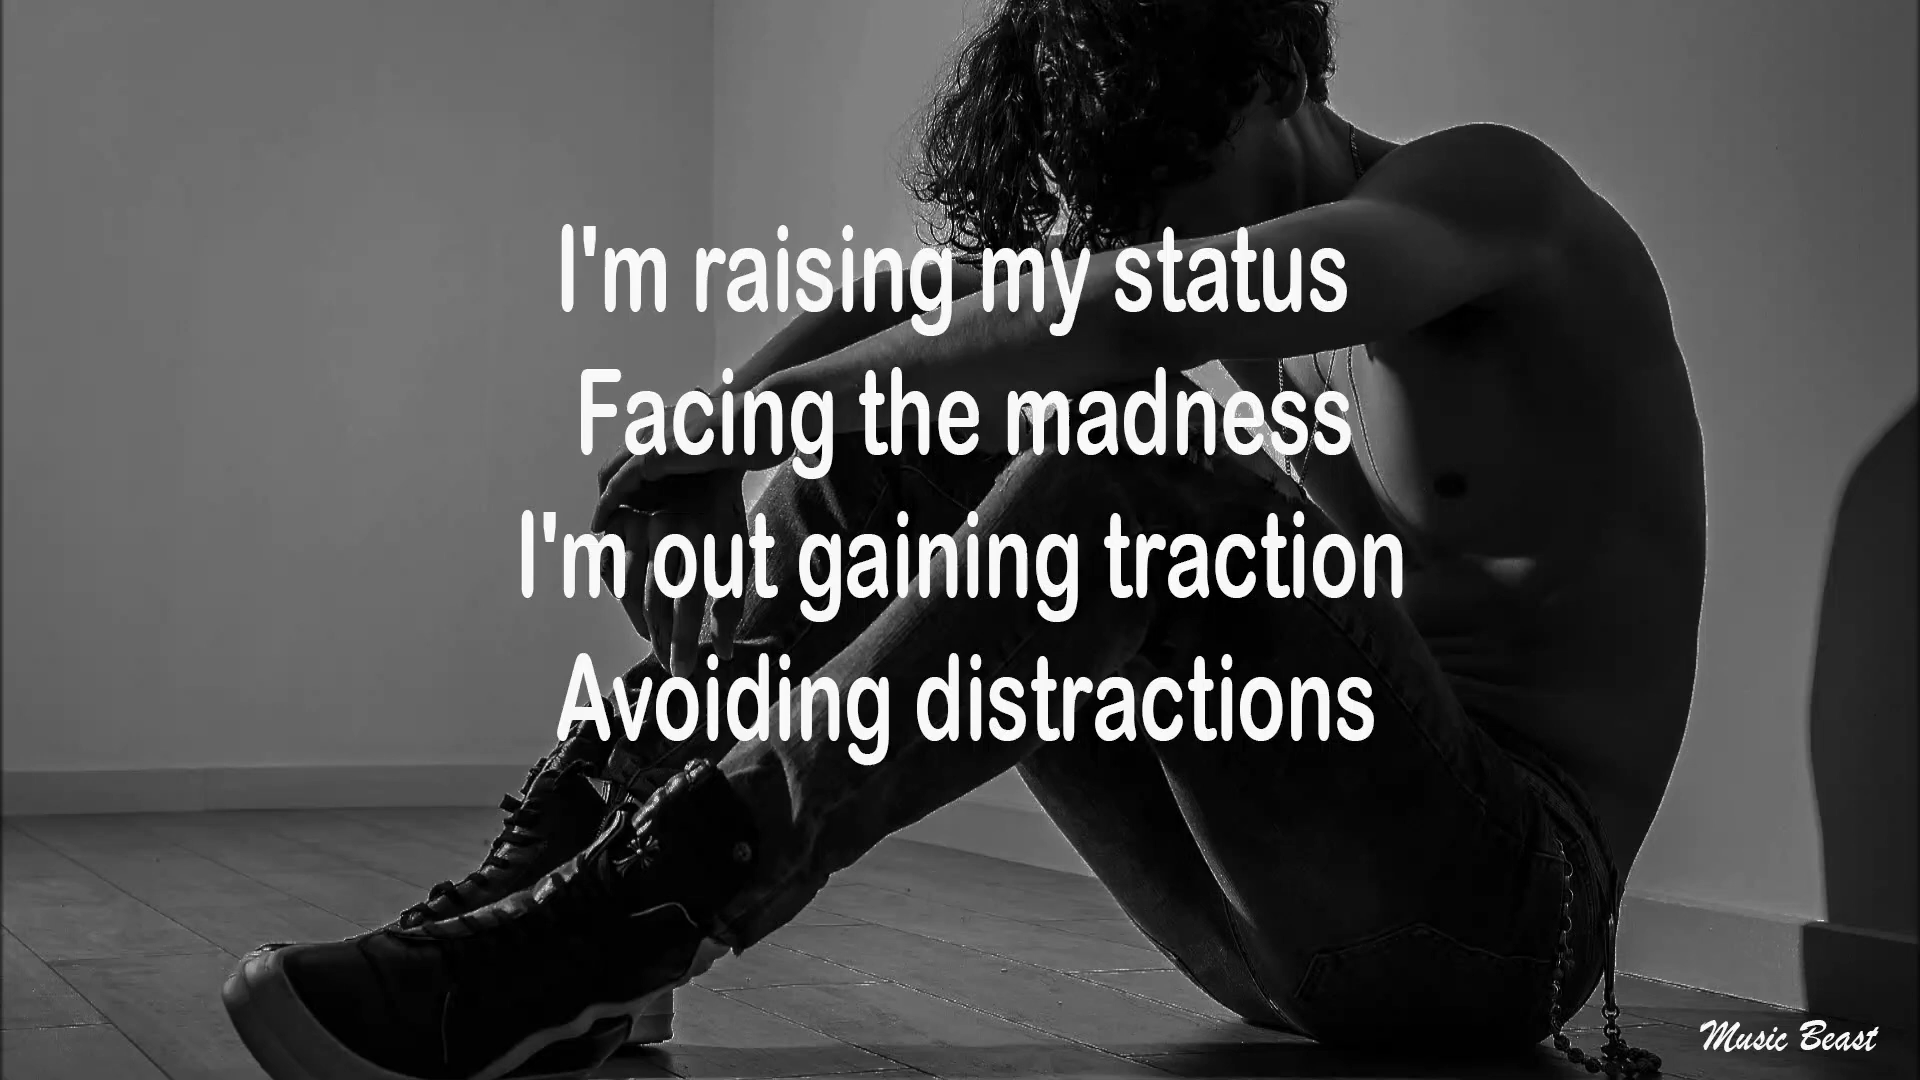 I'm raising my status
Facing the madness
I'm out gaining traction
Avoiding distractions
Music Beast